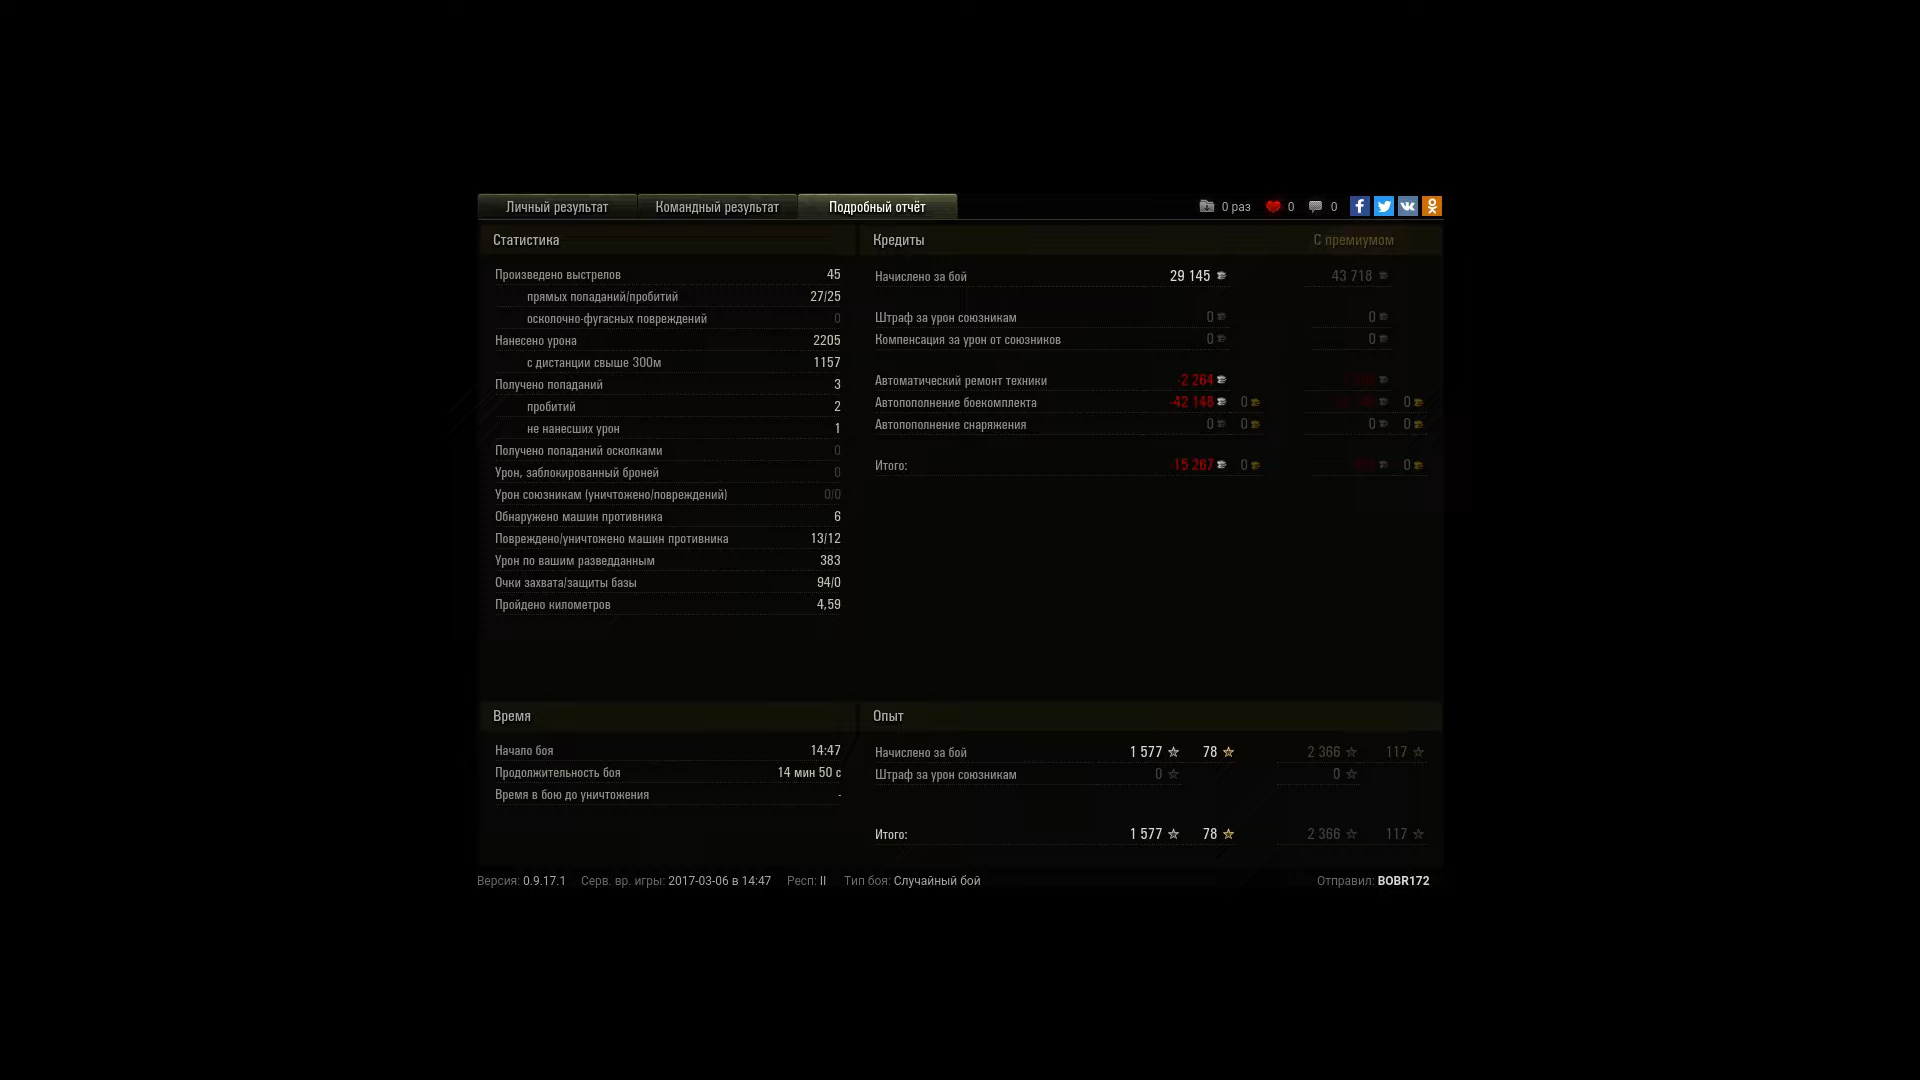 Личный результат Командный результат Подробный отчёт 0 раз 0 0
Статистика
Произведено выстрелов 45
прямых попаданий/пробитий 27/25
осколочно-фугасных повреждений 0
Нанесено урона 2205
с дистанции свыше 300м 1157
Получено попаданий 3
пробитий 2
не нанесших урон 1
Получено попаданий осколками 0
Урон, заблокированный броней 0
Урон союзникам (уничтожено/повреждений) 0/0
Обнаружено машин противника 6
Повреждено/уничтожено машин противника 13/12
Урон по вашим разведданным 383
Очки захвата/защиты базы 94/0
Пройдено километров 4,59
Кредиты С премиумом
Начислено за бой 29 145 43 718
Штраф за урон союзникам 0 0
Компенсация за урон от союзников 0 0
Автоматический ремонт техники -2 264
Автопополнение боекомплекта -42 148 0 0
Автопополнение снаряжения 0 0 0 0
Итого: -15 267 0 0
Время
Начало боя 14:47
Продолжительность боя 14 мин 50 с
Время в бою до уничтожения -
Опыт
Начислено за бой 1 577 78 2 366 117
Штраф за урон союзникам 0 0
Итого: 1 577 78 2 366 117
Версия: 0.9.17.1 Серв. вр. игры: 2017-03-06 в 14:47 Респ: II Тип боя: Случайный бой Отправил: BOBR172